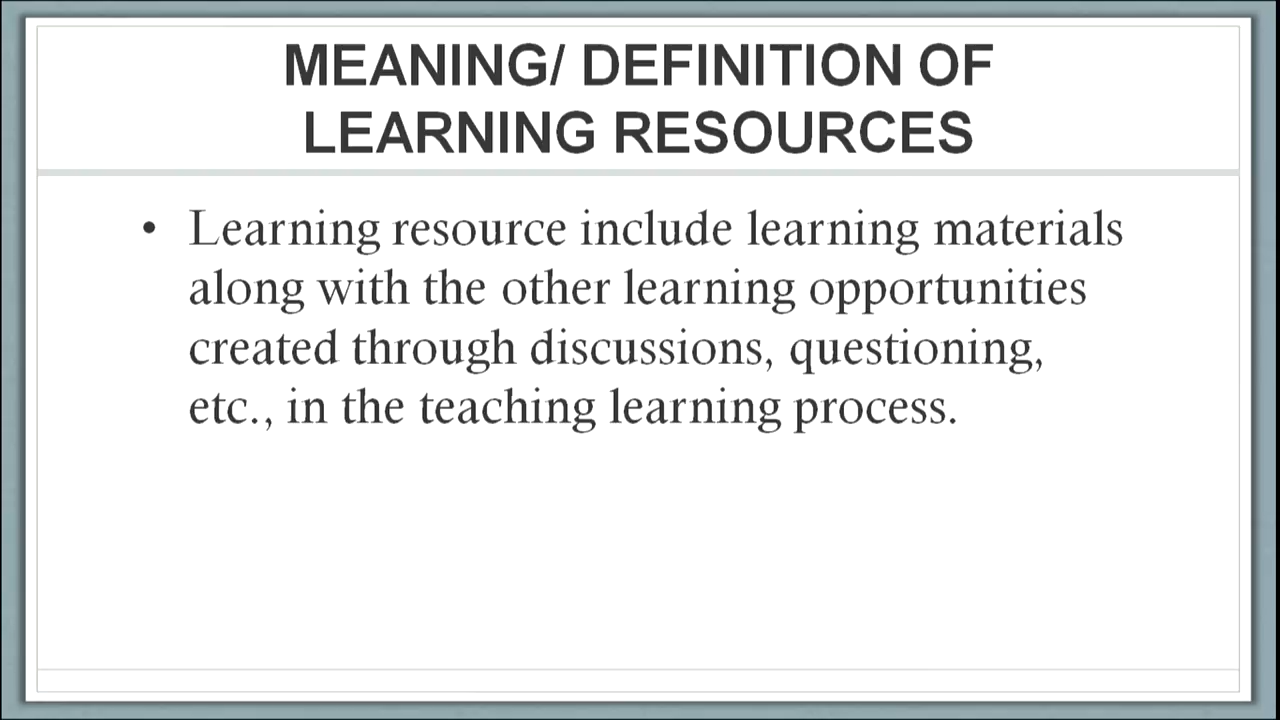 MEANING/ DEFINITION OF
LEARNING RESOURCES
• Learning resource include learning materials
along with the other learning opportunities
created through discussions, questioning,
etc., in the teaching learning process.